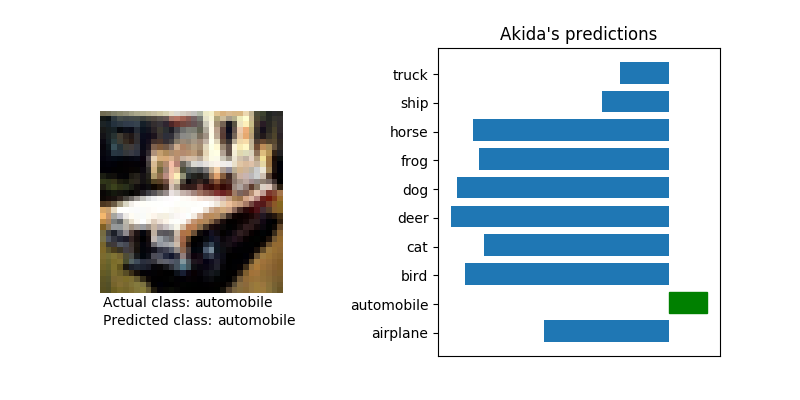 Akida's predictions
truck
ship
horse
frog
dog
deer
cat
bird
automobile
airplane
Actual class: automobile
Predicted class: automobile